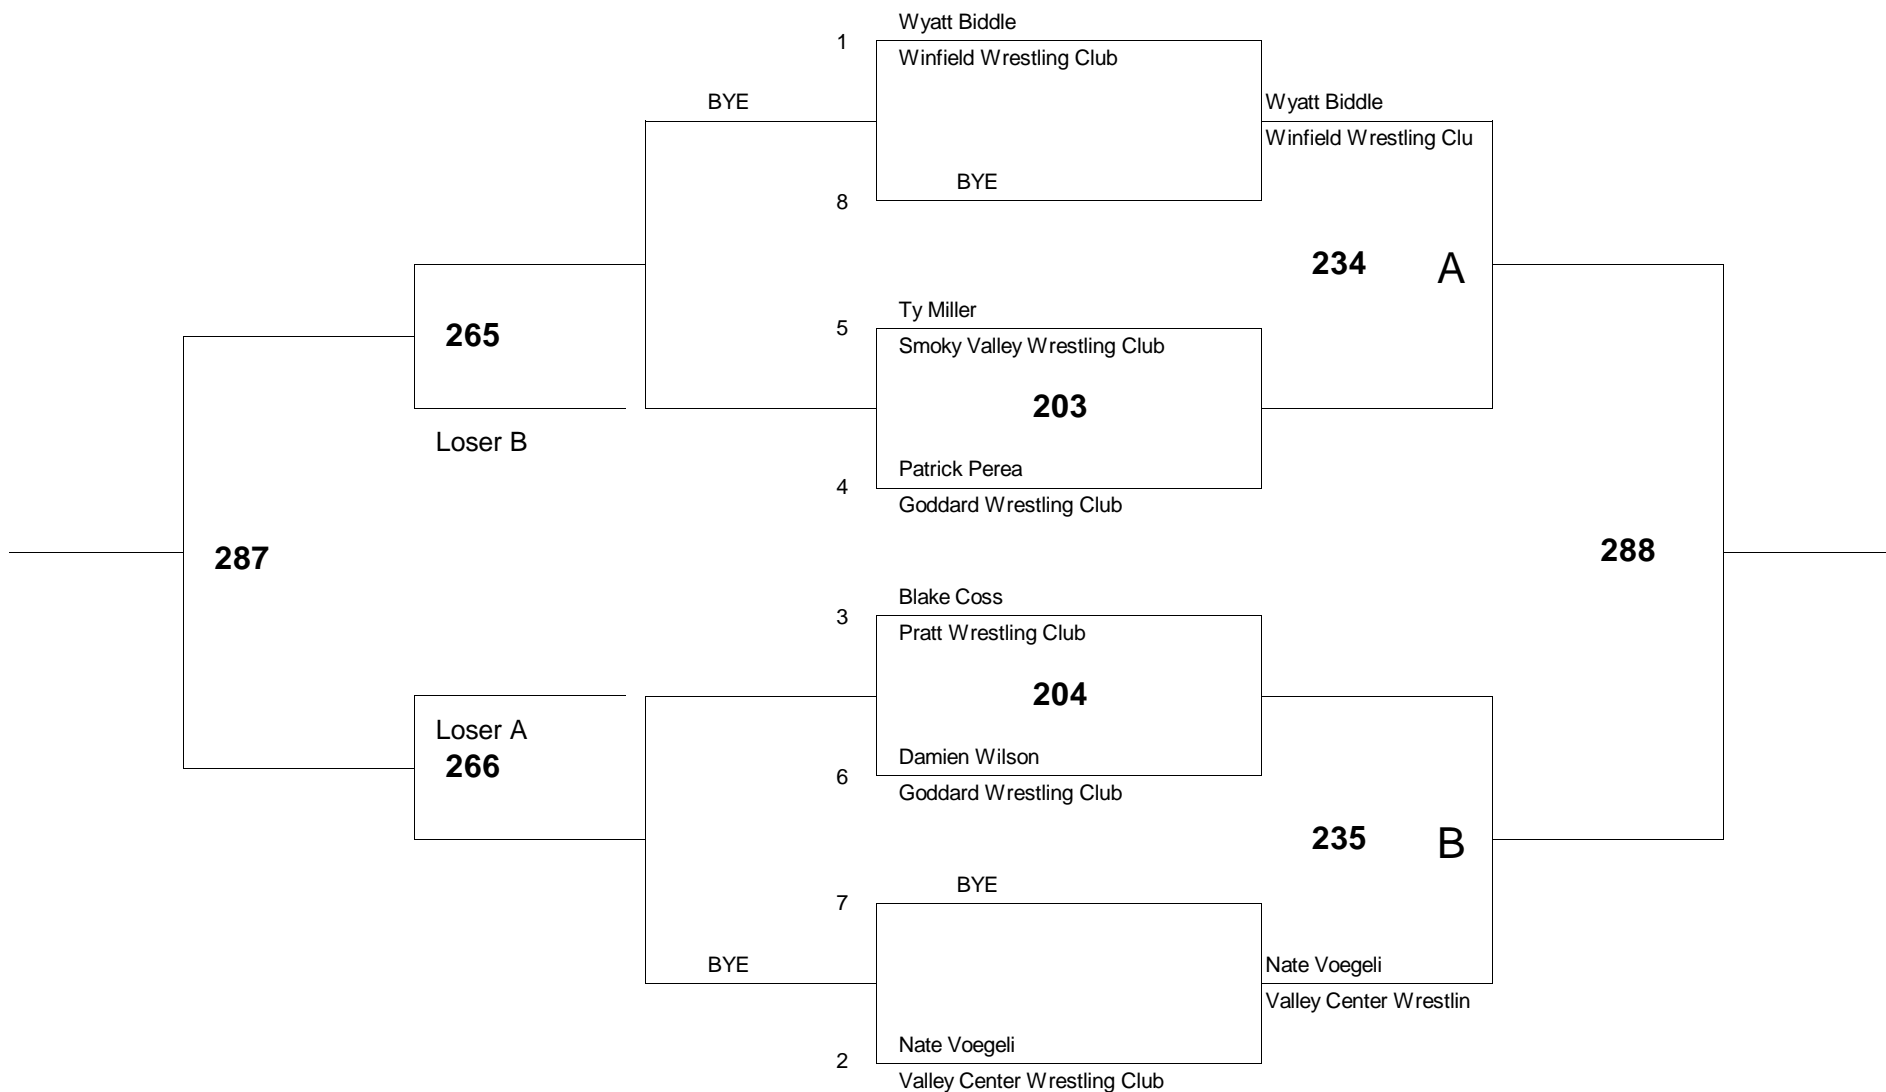 Wyatt Biddle
1
Winfield Wrestling Club
BYE
Wyatt Biddle
Winfield Wrestling Clu
BYE
8
234
A
Ty Miller
5
265
Smoky Valley Wrestling Club
203
Loser B
Patrick Perea
4
Goddard Wrestling Club
287
288
Blake Coss
3
Pratt Wrestling Club
204
Loser A
266
Damien Wilson
6
Goddard Wrestling Club
235
B
BYE
7
BYE
Nate Voegeli
Valley Center Wrestlin
Nate Voegeli
2
Valley Center Wrestling Club